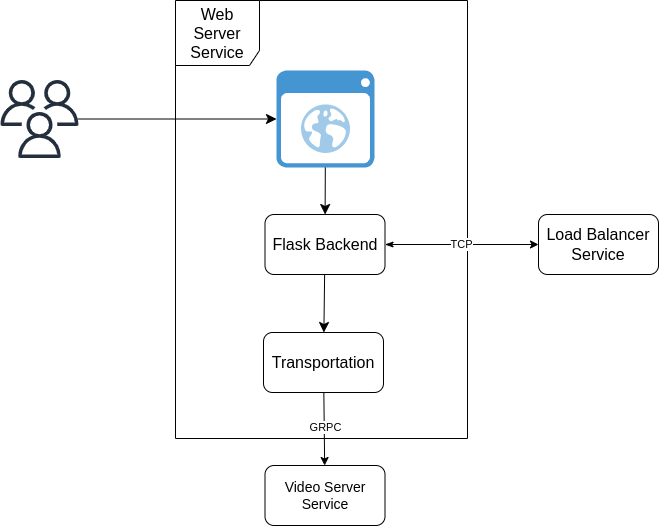 Web
Server
Service
Flask Backend
TCP
Load Balancer
Service
Transportation
GRPC
Video Server
Service